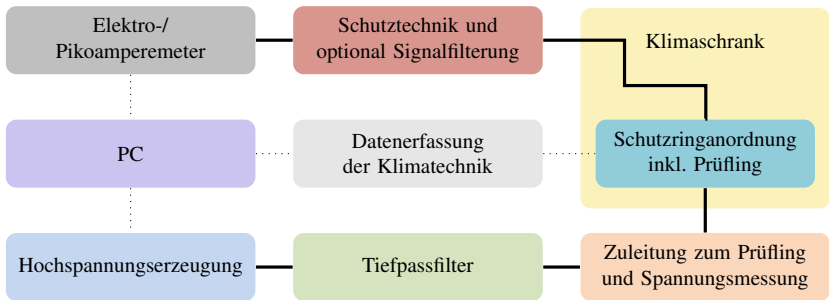 Elektro-/
Pikoamperemeter
Schutztechnik und
optional Signalfilterung
Klimaschrank
PC
Datenerfassung
der Klimatechnik
Schutzringanordnung
inkl. Prüfling
Hochspannungserzeugung
Tiefpassfilter
Zuleitung zum Prüfling
und Spannungsmessung